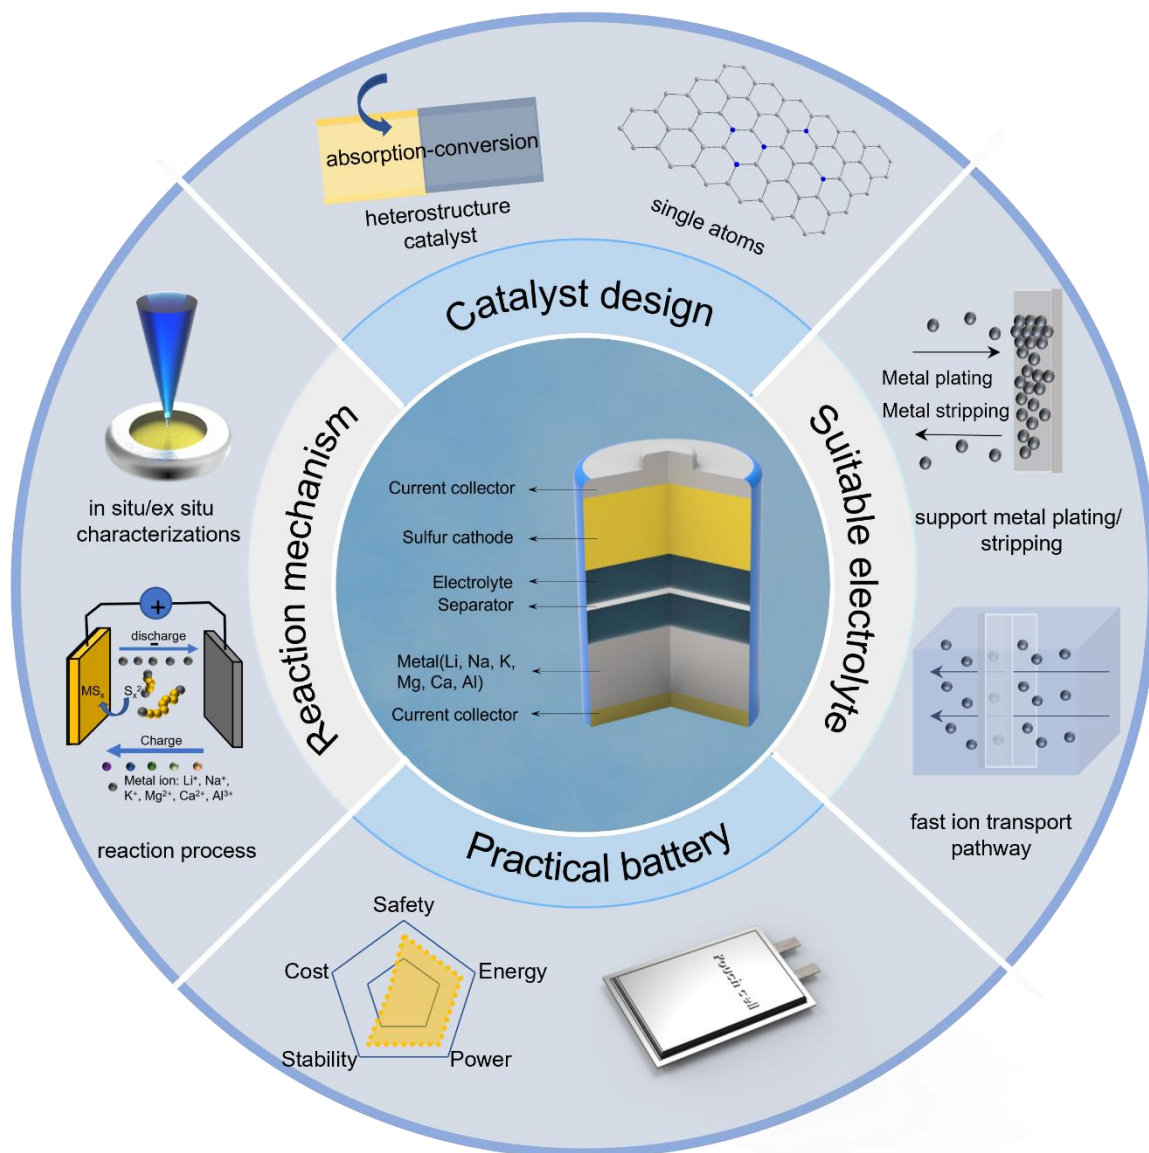 absorption-conversion
heterostructure
catalyst
single atoms
Catalyst design
Metal plating
Metal stripping
support metal plating/
stripping
Suitable electrolyte
fast ion transport
pathway
in situ/ex situ
characterizations
Reaction mechanism
+
discharge
-
MSₓ
Sₓ²
Charge
Metal ion: Li⁺, Na⁺,
K⁺, Mg²⁺, Ca²⁺, Al³⁺
reaction process
Current collector
Sulfur cathode
Electrolyte
Separator
Metal(Li, Na, K,
Mg, Ca, Al)
Current collector
Practical battery
Safety
Cost
Energy
Stability
Power
Pouch cell